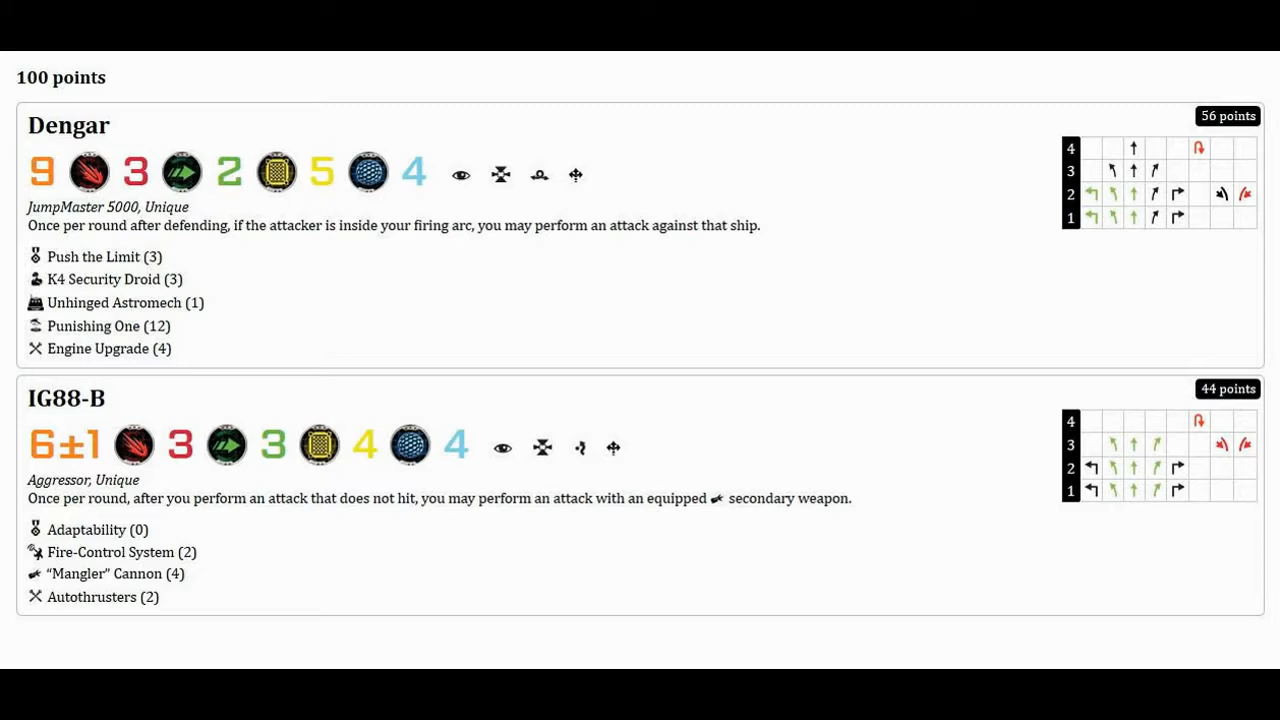 100 points
Dengar
56 points
9 3 2 5 4
JumpMaster 5000, Unique
Once per round after defending, if the attacker is inside your firing arc, you may perform an attack against that ship.
Push the Limit (3)
K4 Security Droid (3)
Unhinged Astromech (1)
Punishing One (12)
Engine Upgrade (4)
4
3
2
1
IG88-B
44 points
6±1 3 3 4 4
Aggressor, Unique
Once per round, after you perform an attack that does not hit, you may perform an attack with an equipped secondary weapon.
Adaptability (0)
Fire-Control System (2)
“Mangler” Cannon (4)
Autothrusters (2)
4
3
2
1